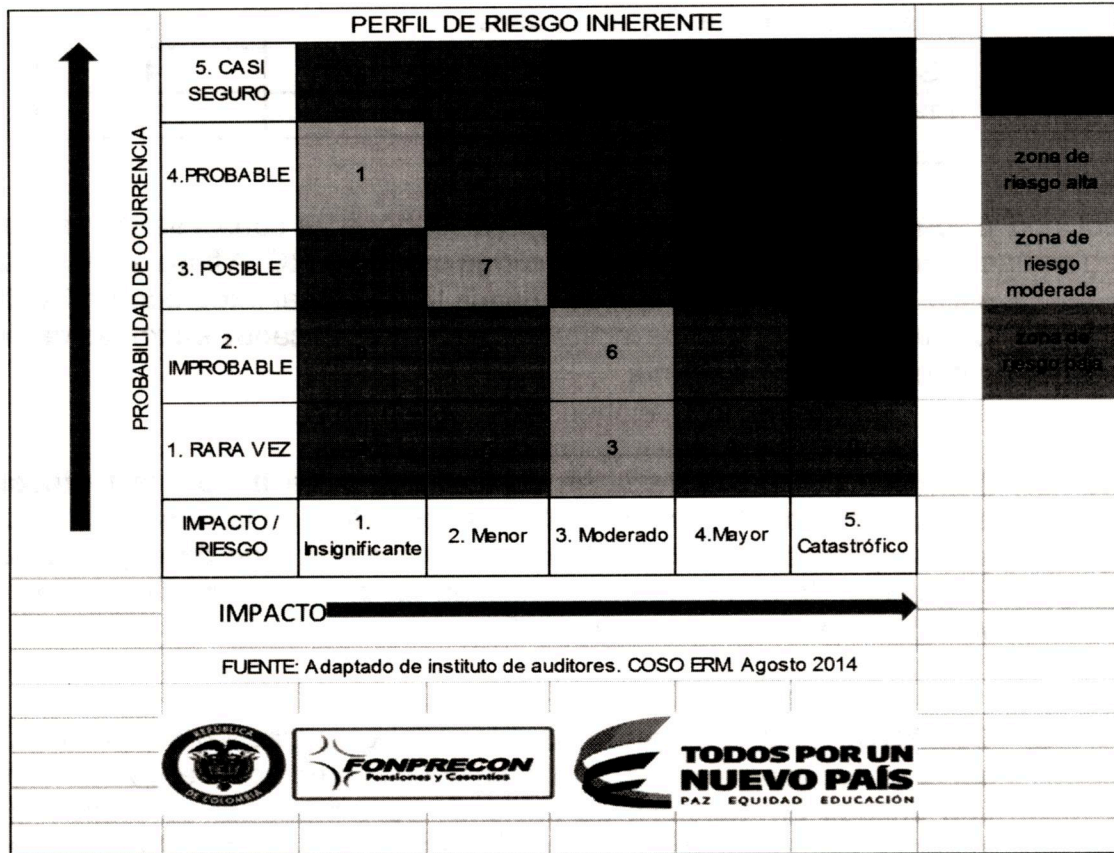 PERFIL DE RIESGO INHERENTE
PROBABILIDAD DE OCURRENCIA
5. CASI
SEGURO
4.PROBABLE
1
zona de
riesgo alta
3. POSIBLE
7
zona de
riesgo
moderada
2.
IMPROBABLE
6
zona de
riesgo baja
1. RARA VEZ
3
IMPACTO /
RIESGO
1.
Insignificante
2. Menor
3. Moderado
4.Mayor
5.
Catastrófico
IMPACTO
FUENTE: Adaptado de instituto de auditores. COSO ERM. Agosto 2014
REPÚBLICA
DE COLOMBIA
FONPRECON
Pensiones y Cesantías
TODOS POR UN
NUEVO PAÍS
PAZ EQUIDAD EDUCACIÓN